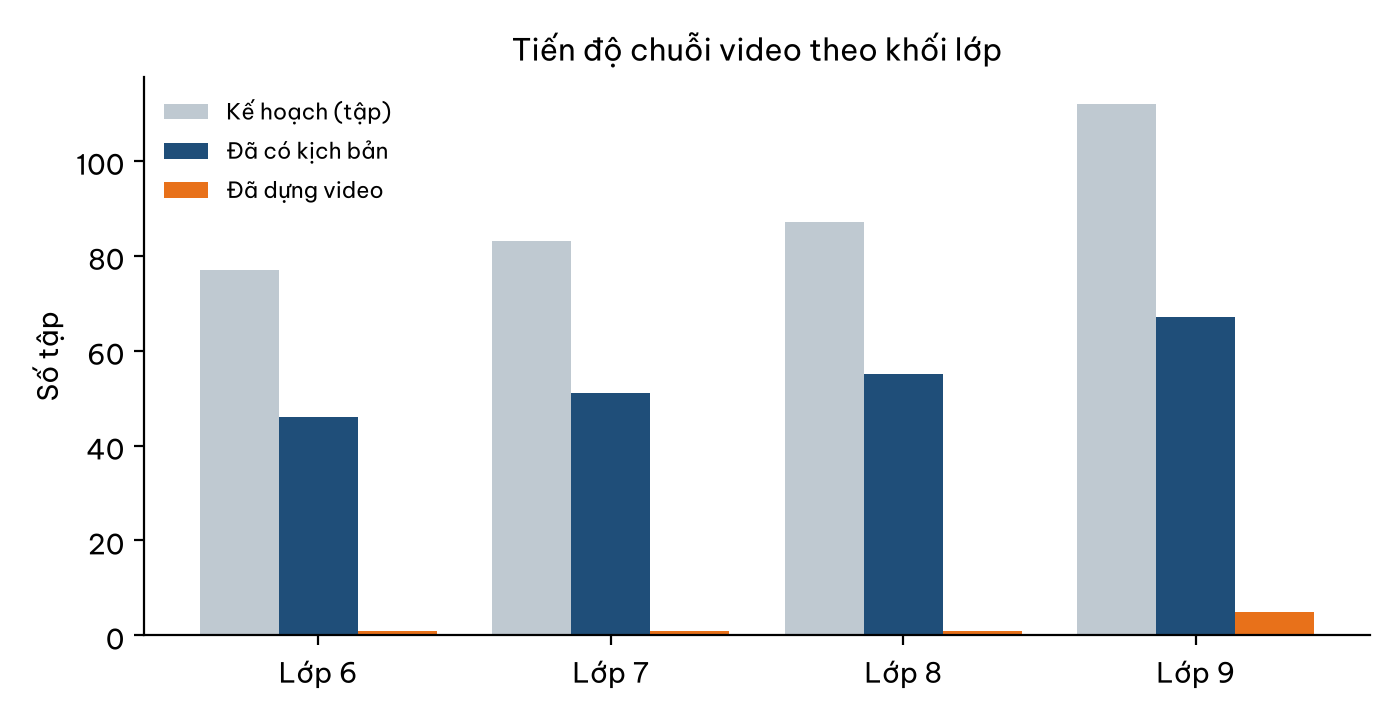 Tiến độ chuỗi video theo khối lớp
Kế hoạch (tập)
Đã có kịch bản
Đã dựng video
Số tập
100
80
60
40
20
0
Lớp 6
Lớp 7
Lớp 8
Lớp 9